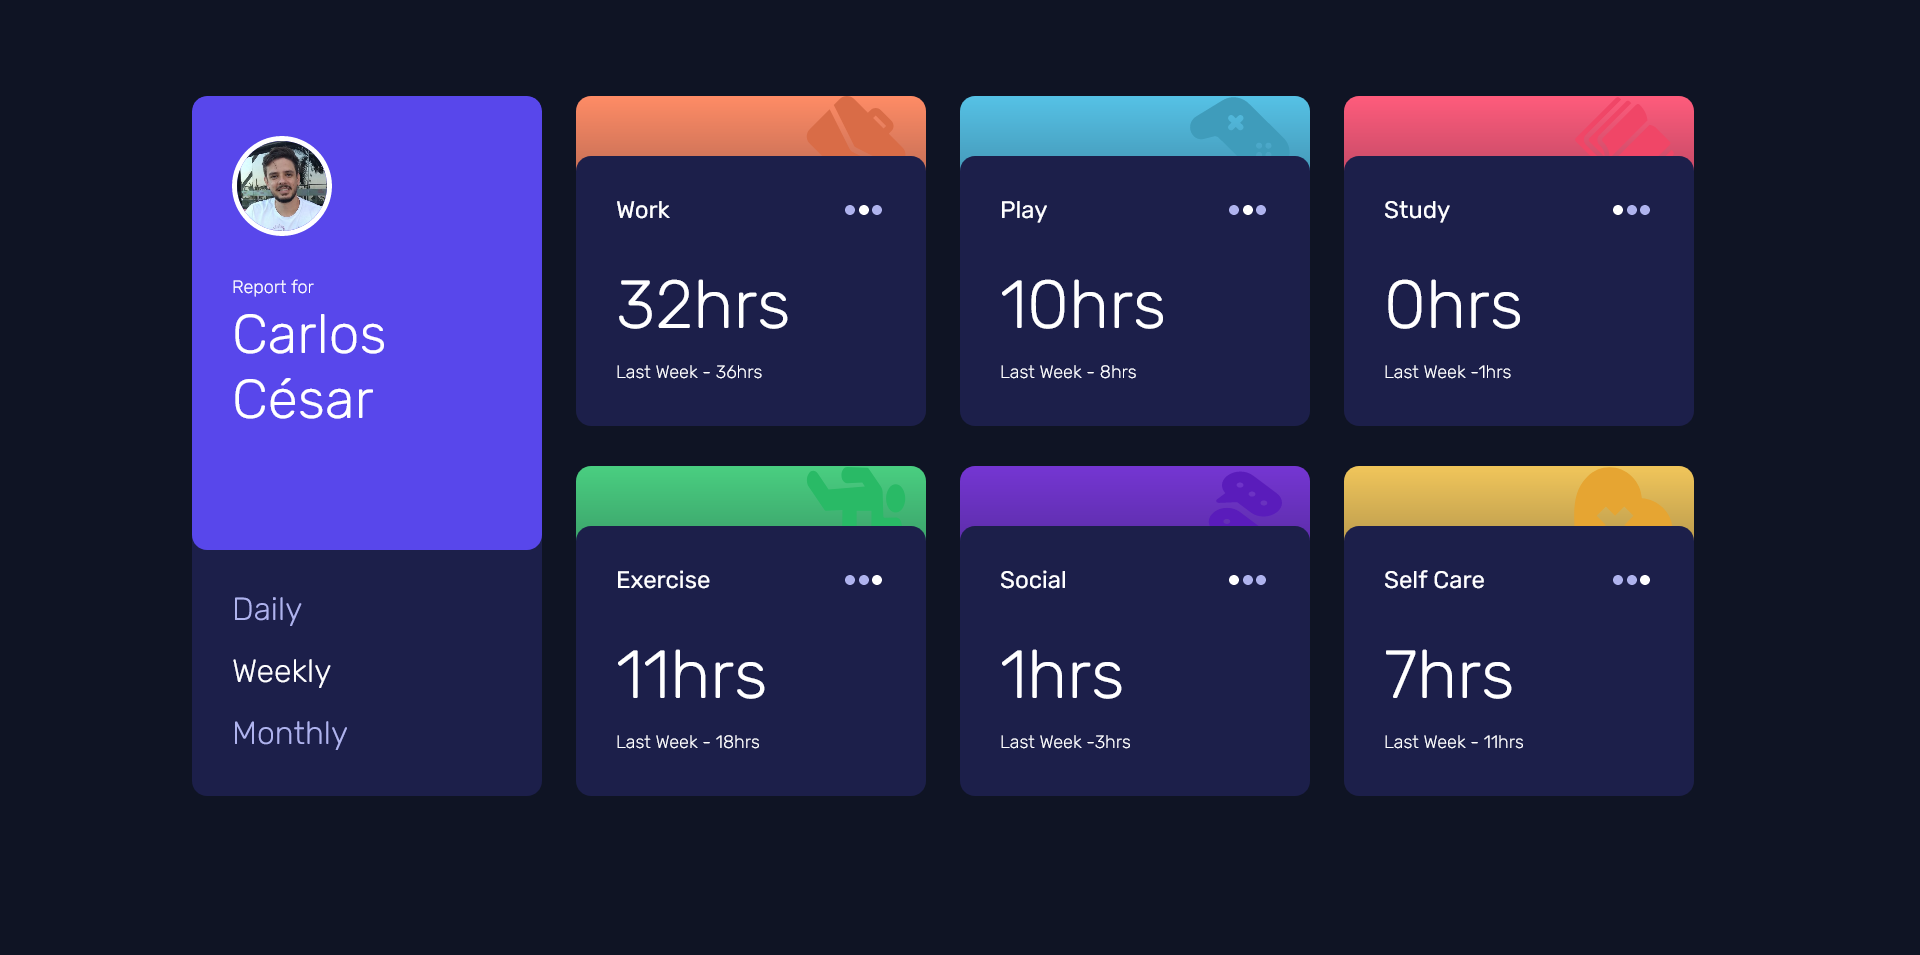 Report for
Carlos
César
Daily
Weekly
Monthly
Work
32hrs
Last Week - 36hrs
Play
10hrs
Last Week - 8hrs
Study
0hrs
Last Week -1hrs
Exercise
11hrs
Last Week - 18hrs
Social
1hrs
Last Week -3hrs
Self Care
7hrs
Last Week - 11hrs